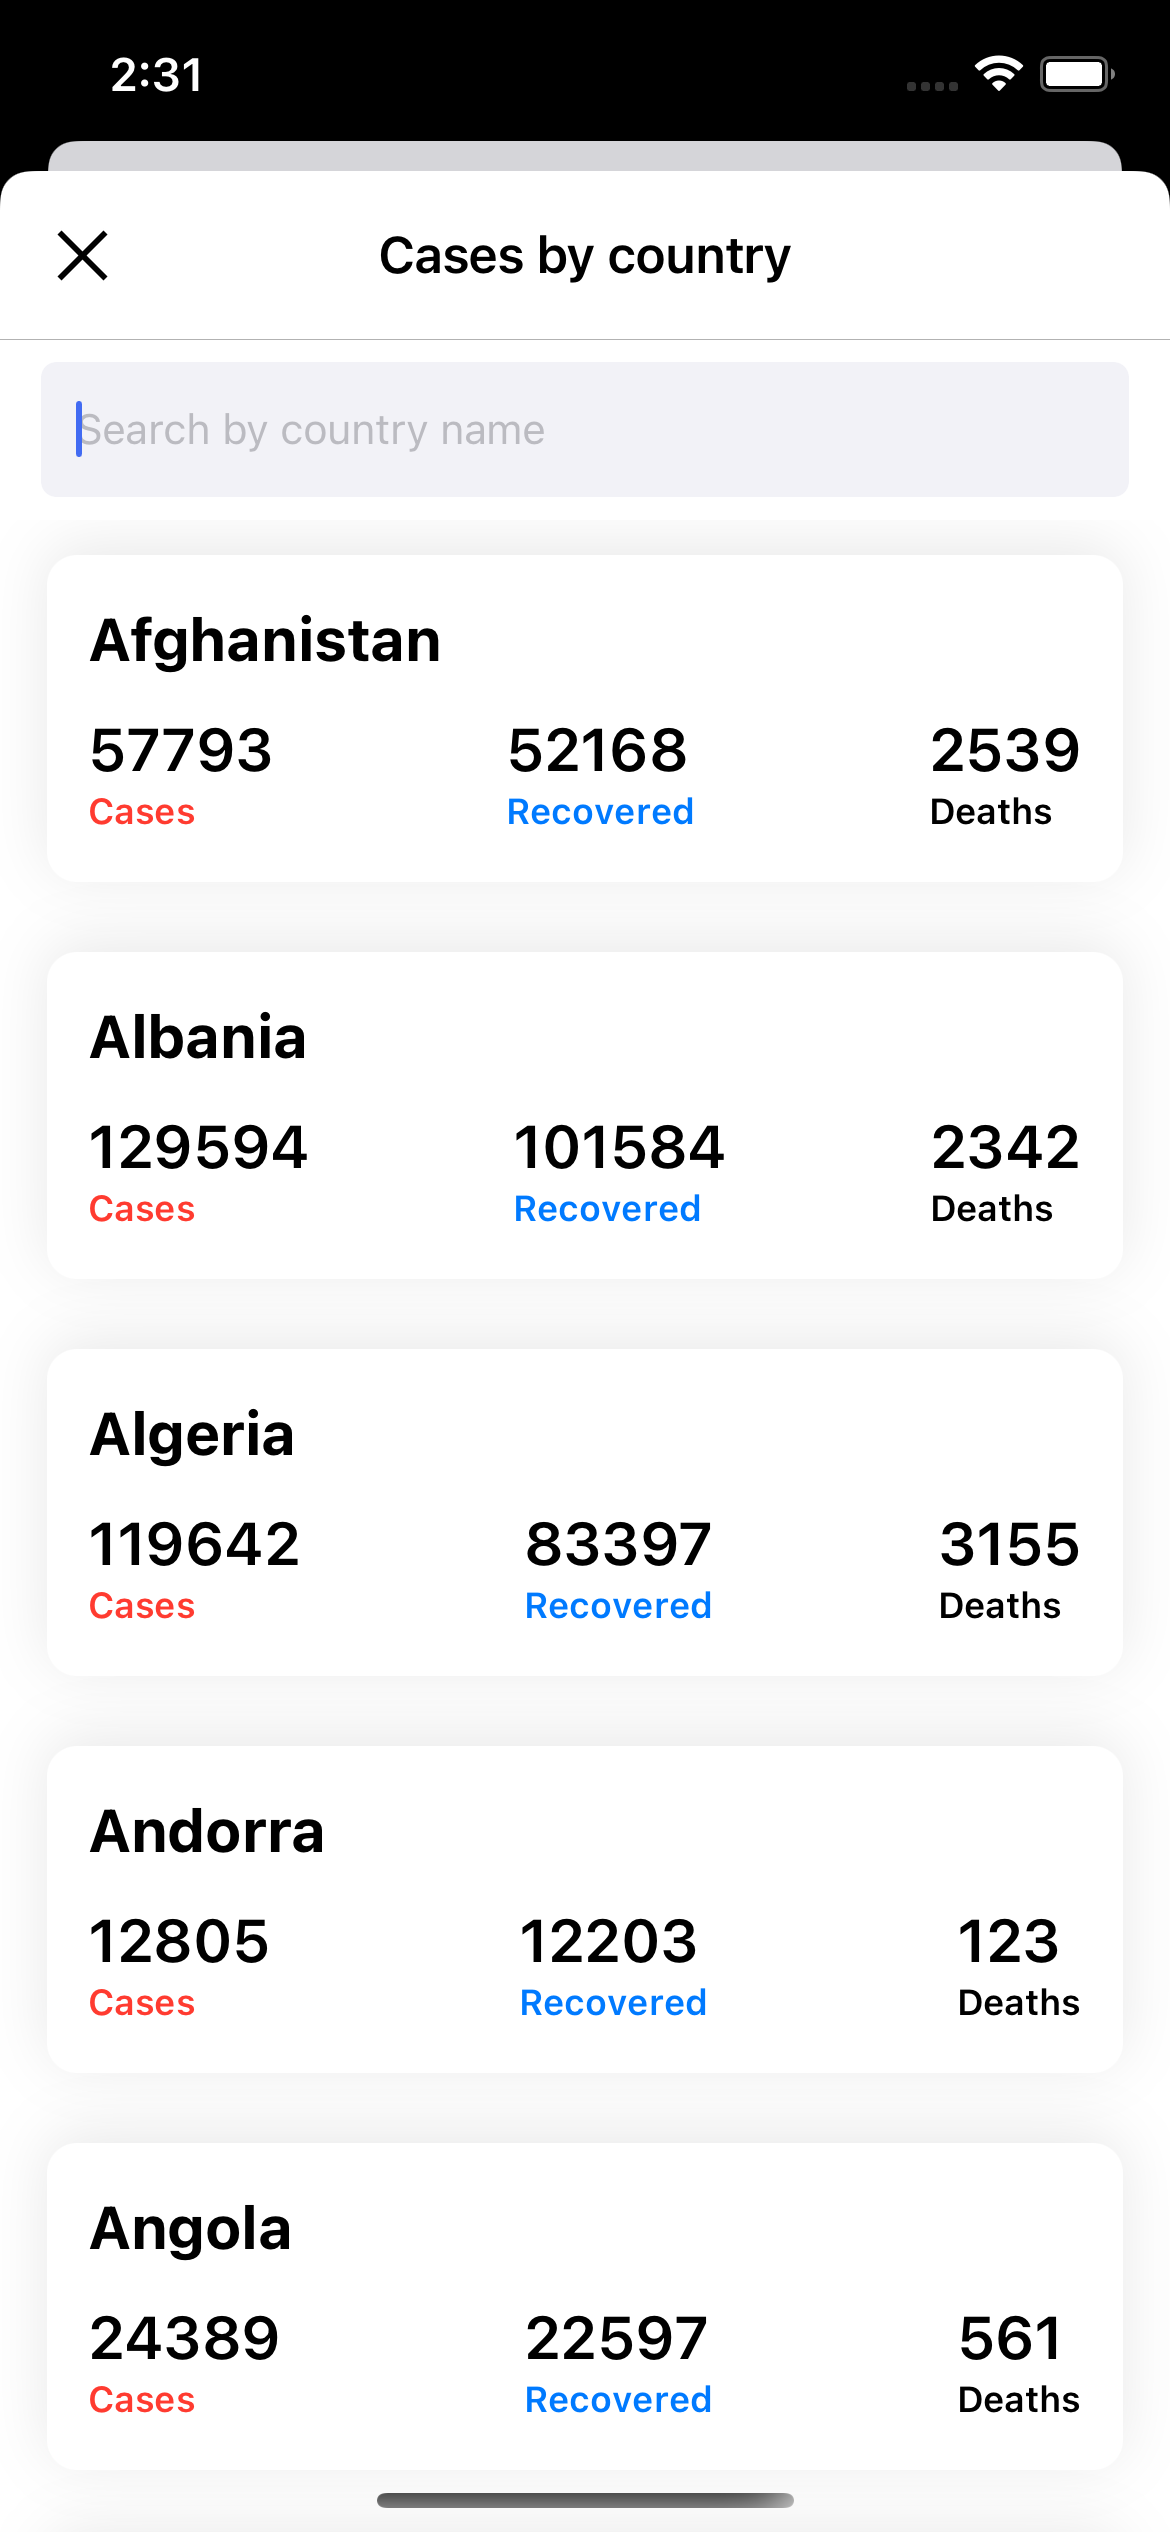 2:31
Cases by country
Search by country name
Afghanistan
57793 52168 2539
Cases Recovered Deaths
Albania
129594 101584 2342
Cases Recovered Deaths
Algeria
119642 83397 3155
Cases Recovered Deaths
Andorra
12805 12203 123
Cases Recovered Deaths
Angola
24389 22597 561
Cases Recovered Deaths